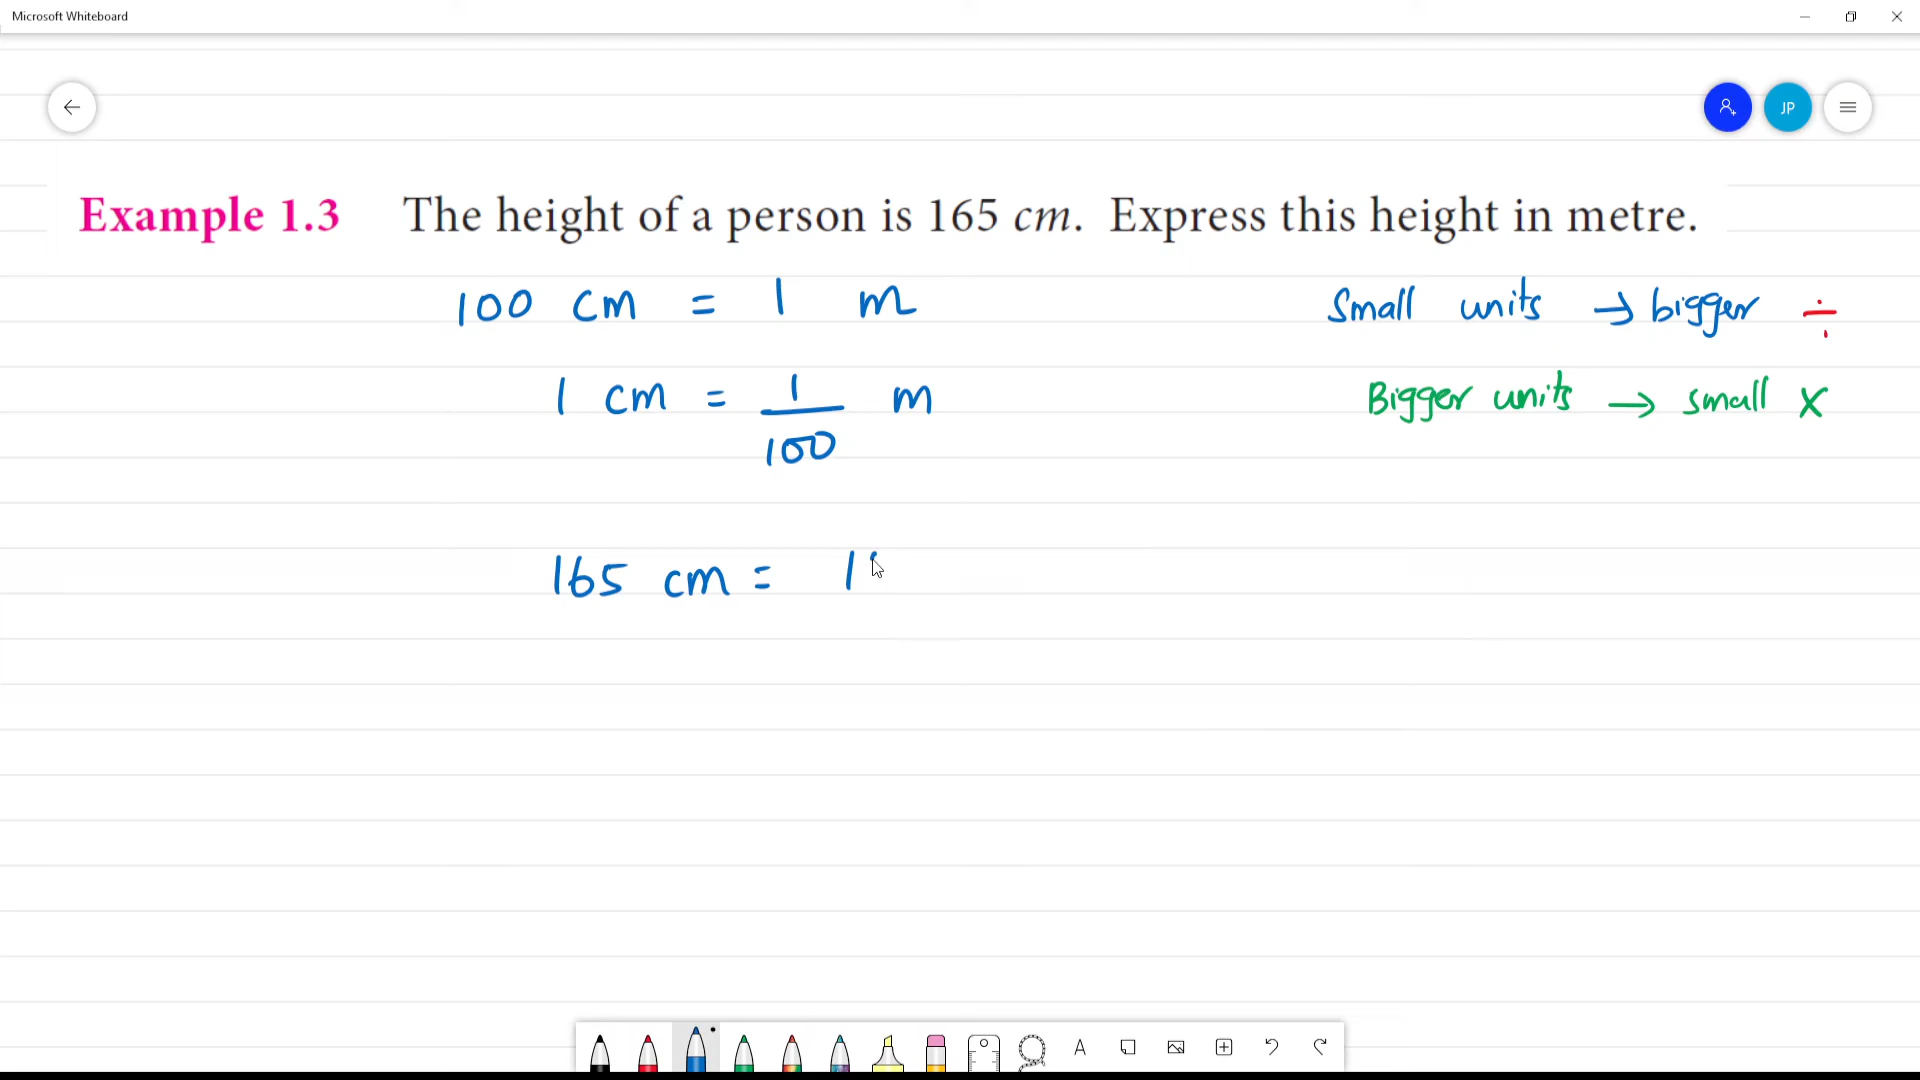 Microsoft Whiteboard
JP
Example 1.3 The height of a person is 165 cm. Express this height in metre.
100 cm = 1 m
Small units → bigger ÷
1 cm = 1/100 m
Bigger units → small ×
165 cm = 1
A